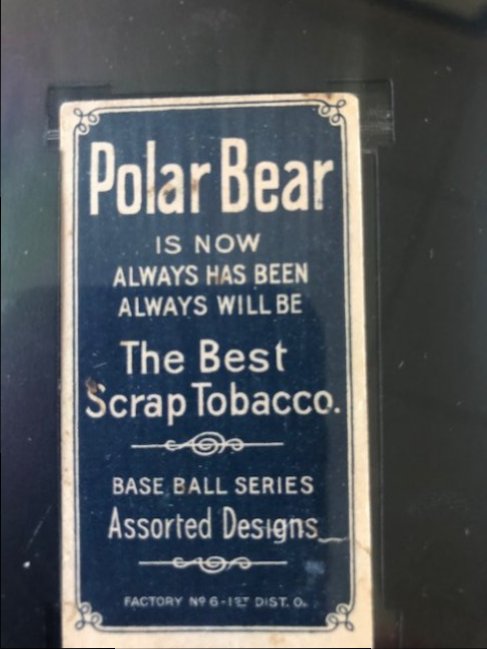 Polar Bear
IS NOW
ALWAYS HAS BEEN
ALWAYS WILL BE
The Best
Scrap Tobacco.
BASE BALL SERIES
Assorted Designs
FACTORY Nº 6-1ST DIST. O.